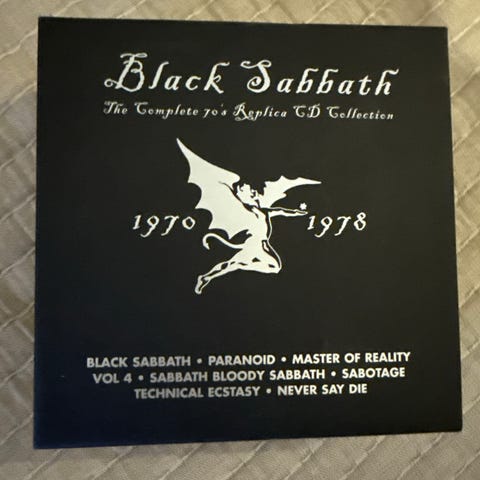 Black Sabbath
The Complete 70's Replica CD Collection
1970 1978
BLACK SABBATH • PARANOID • MASTER OF REALITY
VOL 4 • SABBATH BLOODY SABBATH • SABOTAGE
TECHNICAL ECSTASY • NEVER SAY DIE